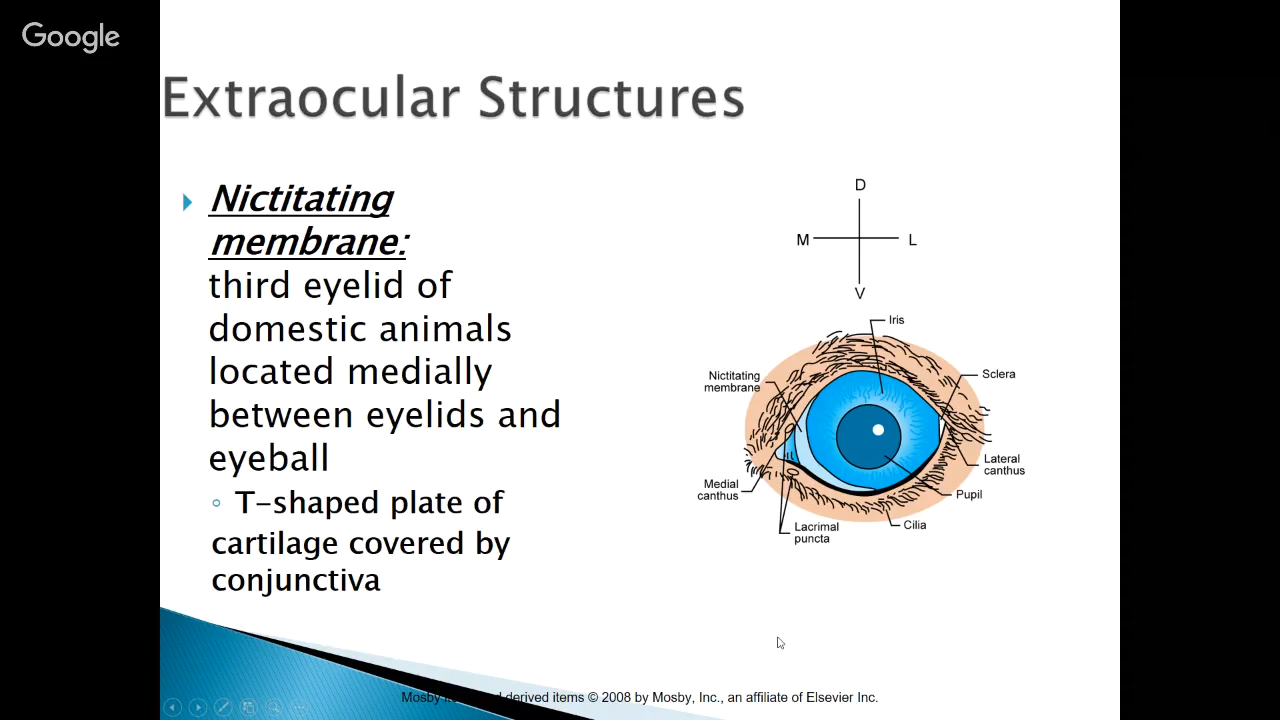 Google
Extraocular Structures
Nictitating
membrane:
third eyelid of
domestic animals
located medially
between eyelids and
eyeball
T-shaped plate of
cartilage covered by
conjunctiva
D
M
L
V
Iris
Nictitating
membrane
Sclera
Lateral
canthus
Medial
canthus
Pupil
Lacrimal
puncta
Cilia
Mosby derived items © 2008 by Mosby, Inc., an affiliate of Elsevier Inc.